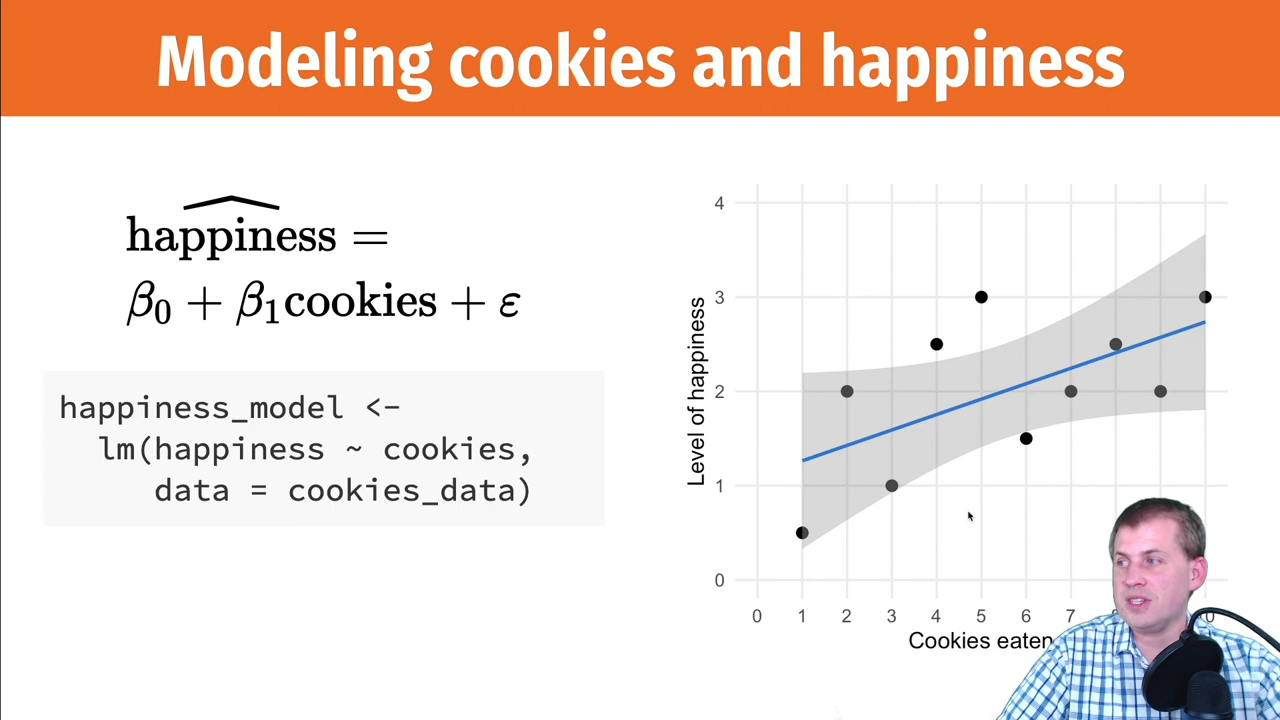 Modeling cookies and happiness
happiness =
β₀ + β₁cookies + ε
happiness_model <-
lm(happiness ~ cookies,
data = cookies_data)
4
3
2
1
0
Level of happiness
0 1 2 3 4 5 6 7
Cookies eaten